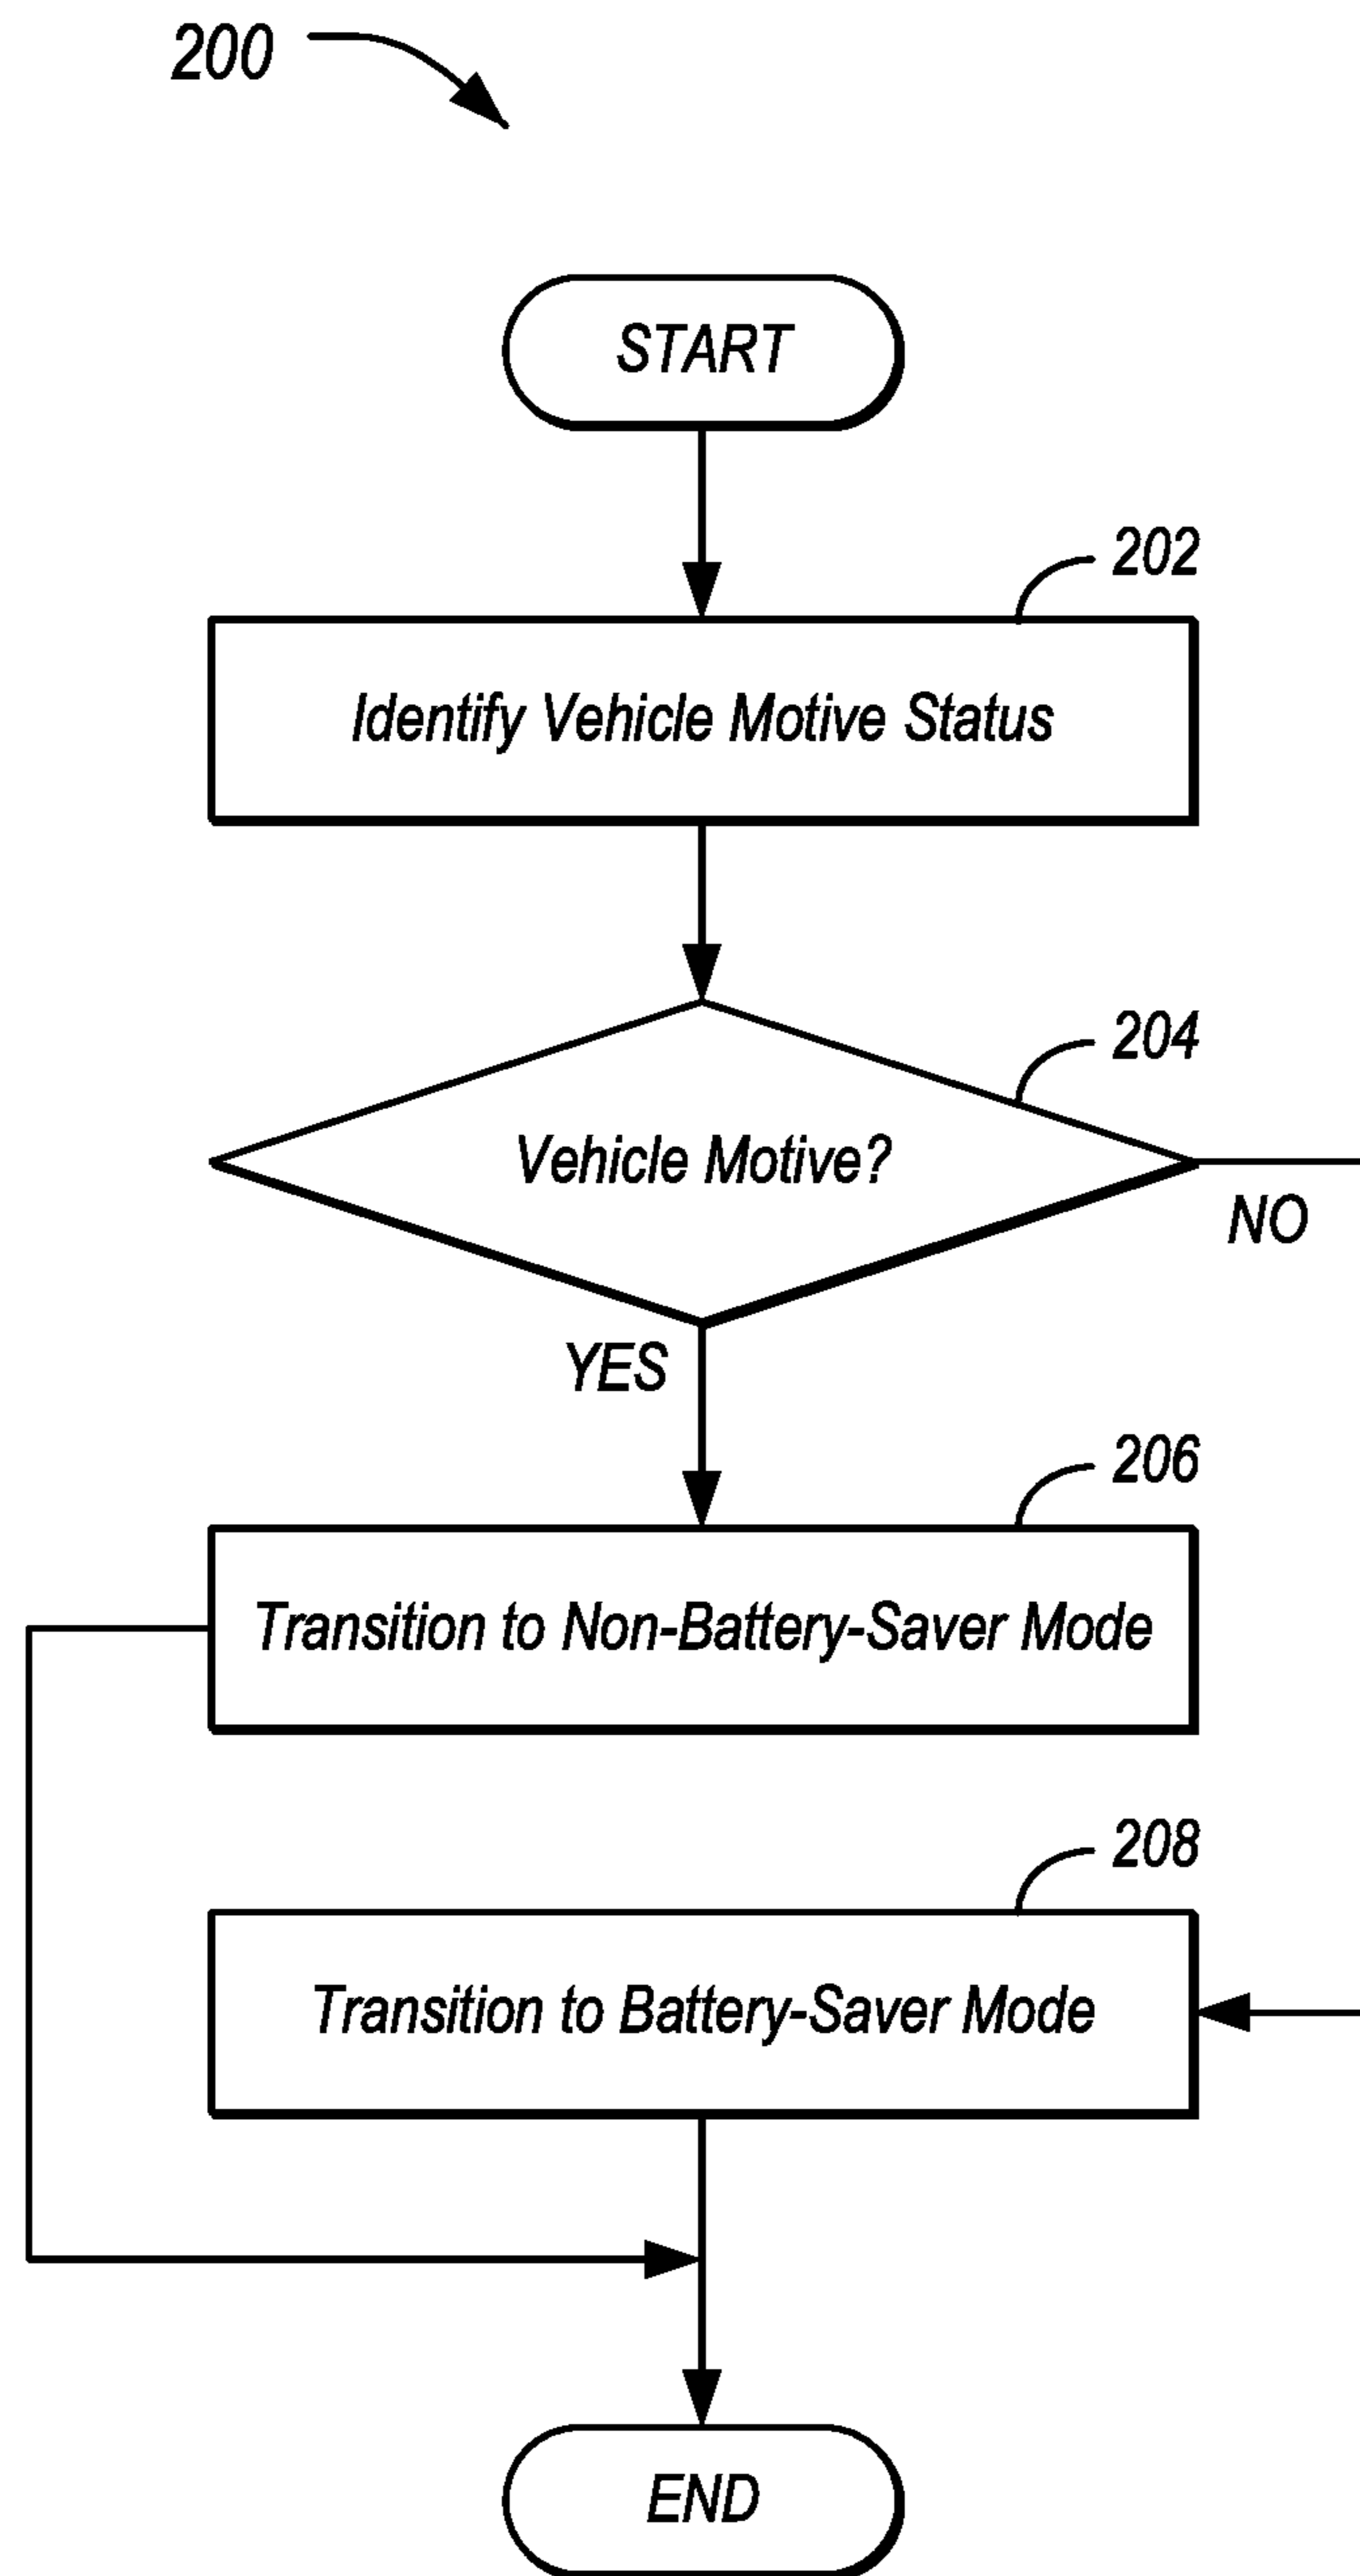 200
START
202
Identify Vehicle Motive Status
204
Vehicle Motive?
NO
YES
206
Transition to Non-Battery-Saver Mode
208
Transition to Battery-Saver Mode
END